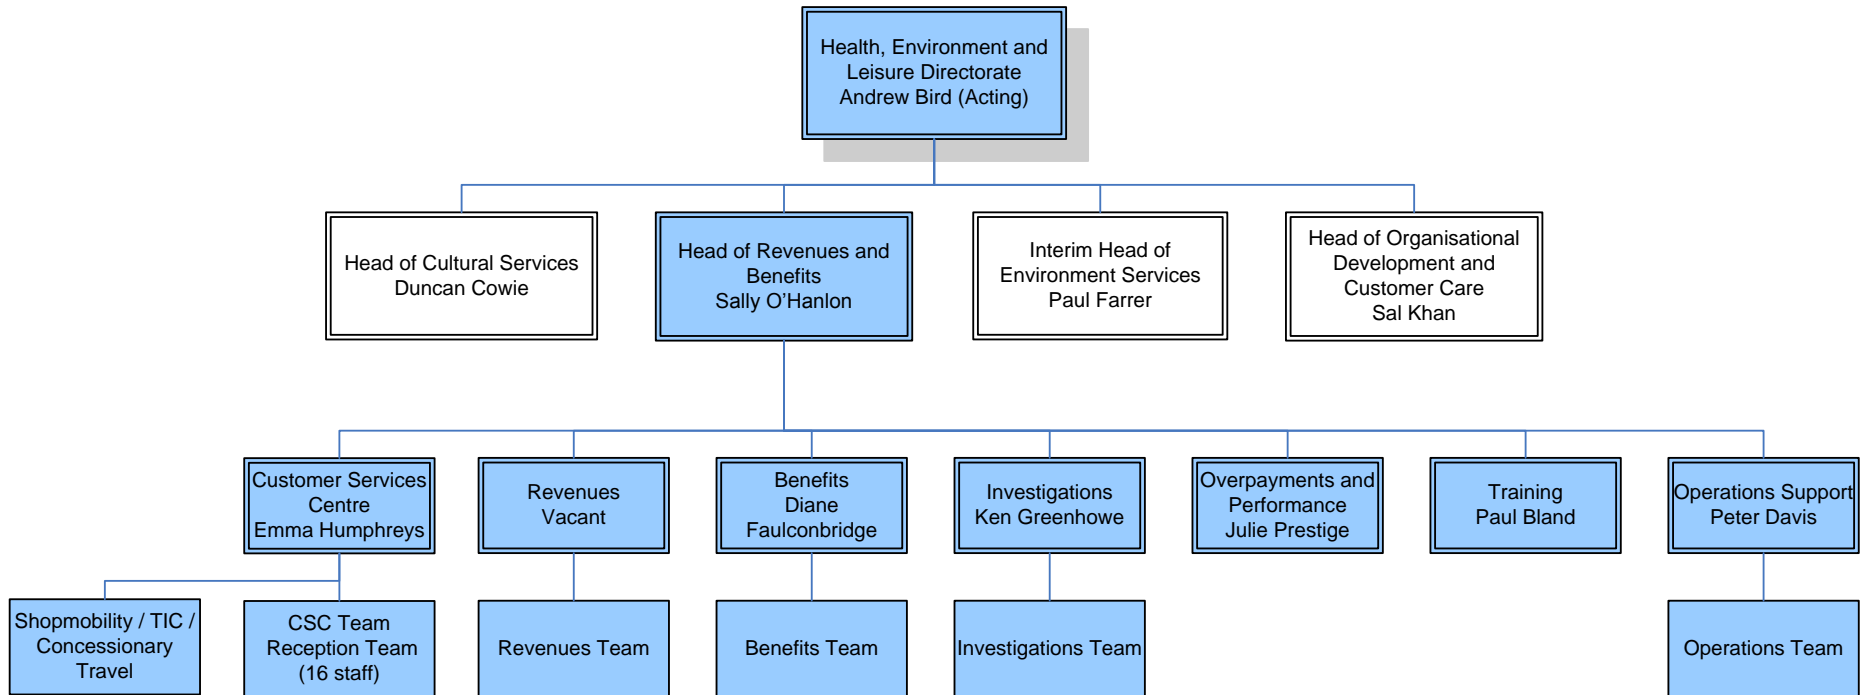 Health, Environment and
Leisure Directorate
Andrew Bird (Acting)
Head of Cultural Services
Duncan Cowie
Head of Revenues and
Benefits
Sally O’Hanlon
Interim Head of
Environment Services
Paul Farrer
Head of Organisational
Development and
Customer Care
Sal Khan
Customer Services
Centre
Emma Humphreys
Revenues
Vacant
Benefits
Diane
Faulconbridge
Investigations
Ken Greenhowe
Overpayments and
Performance
Julie Prestige
Training
Paul Bland
Operations Support
Peter Davis
Shopmobility / TIC /
Concessionary
Travel
CSC Team
Reception Team
(16 staff)
Revenues Team
Benefits Team
Investigations Team
Operations Team